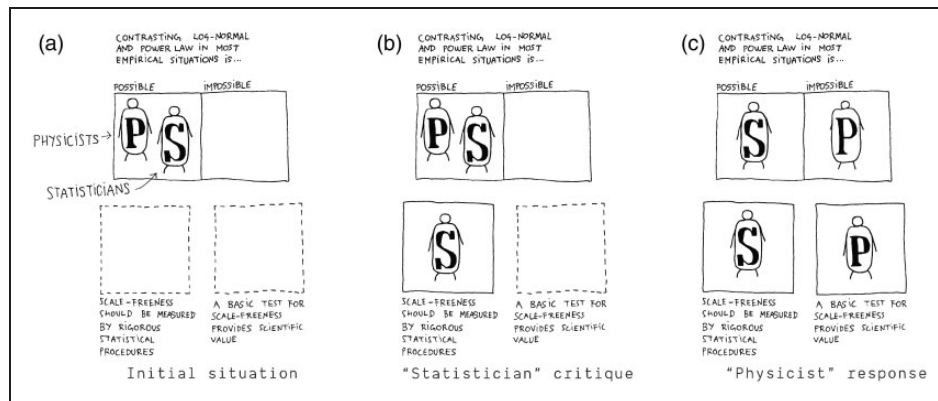 (a)
CONTRASTING LOG-NORMAL
AND POWER LAW IN MOST
EMPIRICAL SITUATIONS IS...
POSSIBLE IMPOSSIBLE
P S
PHYSICISTS
STATISTICIANS
SCALE-FREENESS
SHOULD BE MEASURED
BY RIGOROUS
STATISTICAL
PROCEDURES
A BASIC TEST FOR
SCALE-FREENESS
PROVIDES SCIENTIFIC
VALUE
Initial situation
(b)
CONTRASTING LOG-NORMAL
AND POWER LAW IN MOST
EMPIRICAL SITUATIONS IS...
POSSIBLE IMPOSSIBLE
P S
S
SCALE-FREENESS
SHOULD BE MEASURED
BY RIGOROUS
STATISTICAL
PROCEDURES
A BASIC TEST FOR
SCALE-FREENESS
PROVIDES SCIENTIFIC
VALUE
"Statistician" critique
(c)
CONTRASTING LOG-NORMAL
AND POWER LAW IN MOST
EMPIRICAL SITUATIONS IS...
POSSIBLE IMPOSSIBLE
S P
S P
SCALE-FREENESS
SHOULD BE MEASURED
BY RIGOROUS
STATISTICAL
PROCEDURES
A BASIC TEST FOR
SCALE-FREENESS
PROVIDES SCIENTIFIC
VALUE
"Physicist" response